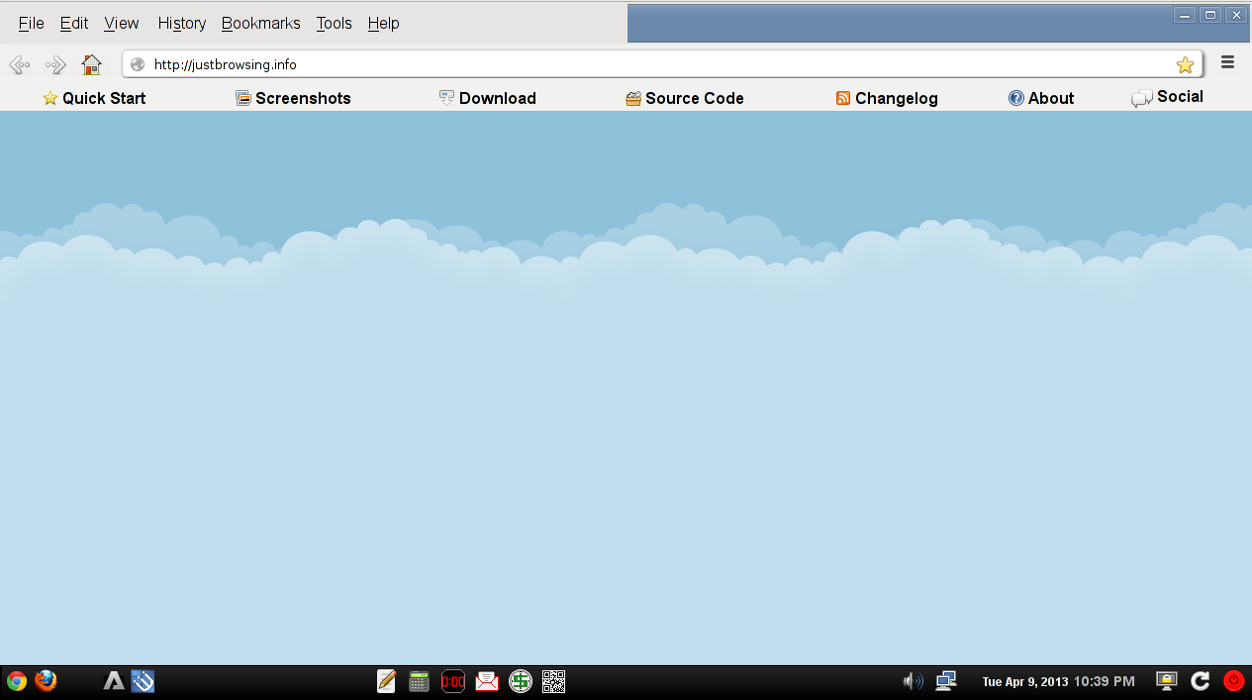 File Edit View History Bookmarks Tools Help
http://justbrowsing.info
Quick Start Screenshots Download Source Code Changelog About Social
0:00 Tue Apr 9, 2013 10:39 PM